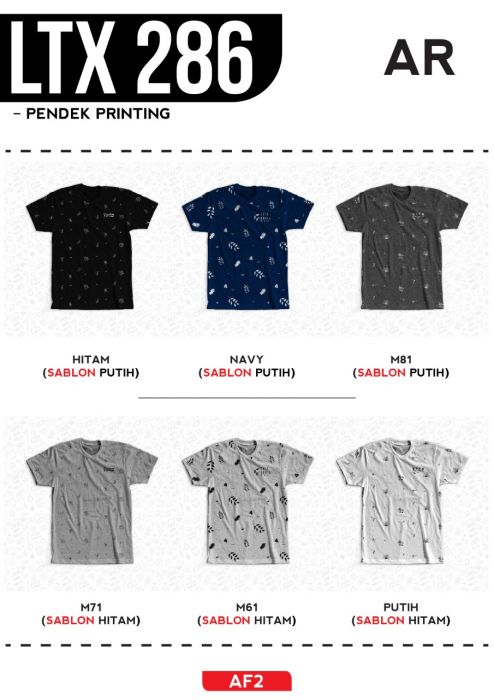 LTX 286
AR
– PENDEK PRINTING
HITAM
(SABLON PUTIH)
NAVY
(SABLON PUTIH)
M81
(SABLON PUTIH)
M71
(SABLON HITAM)
M61
(SABLON HITAM)
PUTIH
(SABLON HITAM)
AF2